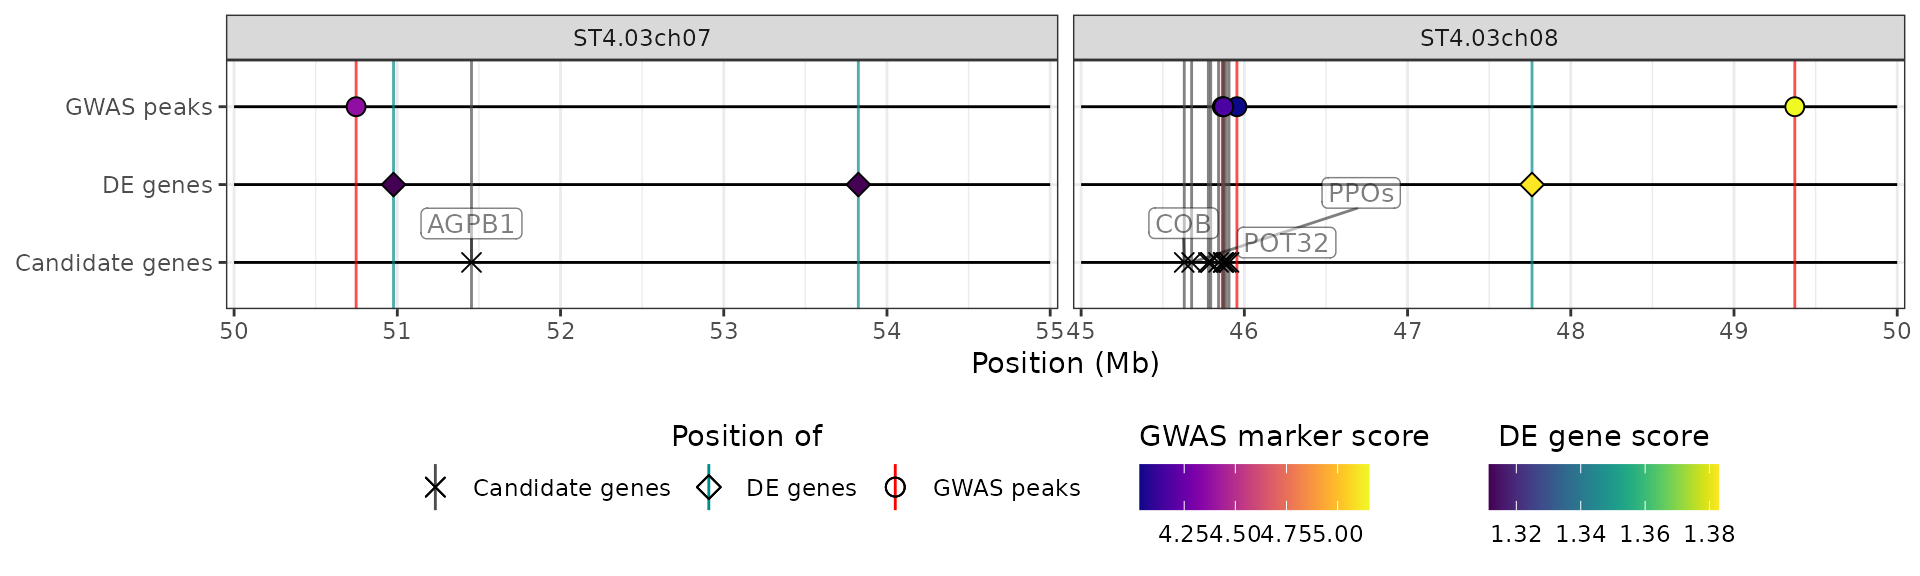 ST4.03ch07 ST4.03ch08
GWAS peaks
DE genes
PPOs
AGPB1 COB
POT32
Candidate genes
50 51 52 53 54 55 45 46 47 48 49 50
Position (Mb)
Position of GWAS marker score DE gene score
Candidate genes DE genes GWAS peaks
4.25 4.50 4.75 5.00 1.32 1.34 1.36 1.38